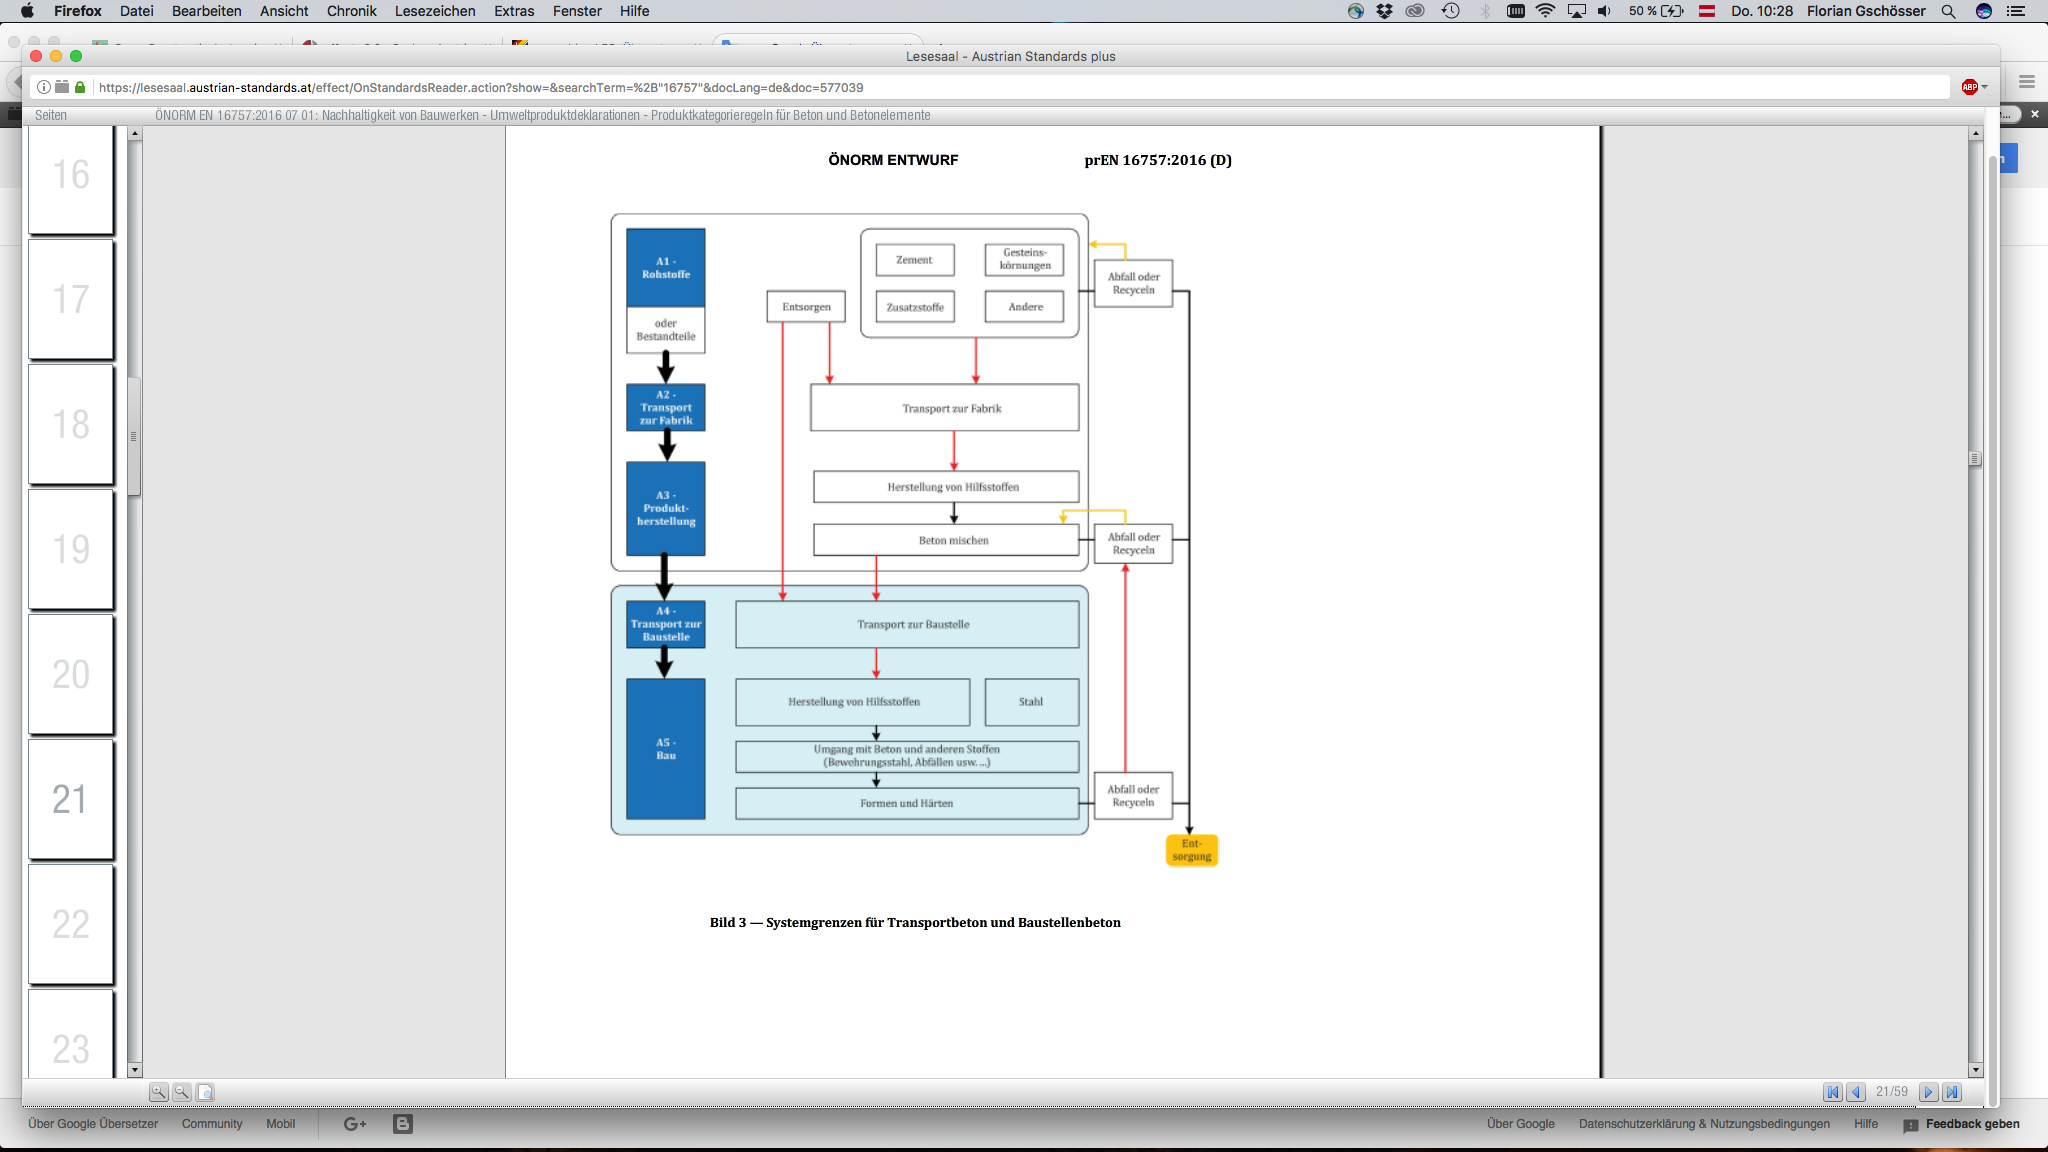 Firefox Datei Bearbeiten Ansicht Chronik Lesezeichen Extras Fenster Hilfe
50 % Do. 10:28 Florian Gschösser
Lesesaal - Austrian Standards plus
https://lesesaal.austrian-standards.at/effect/OnStandardsReader.action?show=&searchTerm=%2B"16757"&docLang=de&doc=577039
ABP
Seiten
ÖNORM EN 16757:2016 07 01: Nachhaltigkeit von Bauwerken - Umweltproduktdeklarationen - Produktkategorieregeln für Beton und Betonelemente
16
17
18
19
20
21
22
23
ÖNORM ENTWURF
prEN 16757:2016 (D)
A1 -
Rohstoffe
oder
Bestandteile
A2 -
Transport
zur Fabrik
A3 -
Produkt-
herstellung
A4 -
Transport zur
Baustelle
A5 -
Bau
Entsorgen
Zement
Gesteins-
körnungen
Zusatzstoffe
Andere
Abfall oder
Recyceln
Transport zur Fabrik
Herstellung von Hilfsstoffen
Beton mischen
Abfall oder
Recyceln
Transport zur Baustelle
Herstellung von Hilfsstoffen
Stahl
Umgang mit Beton und anderen Stoffen
(Bewehrungsstahl, Abfällen usw. ...)
Formen und Härten
Abfall oder
Recyceln
Ent-
sorgung
Bild 3 — Systemgrenzen für Transportbeton und Baustellenbeton
21/59
Über Google Übersetzer Community Mobil G+ B
Über Google Datenschutzerklärung & Nutzungsbedingungen Hilfe Feedback geben